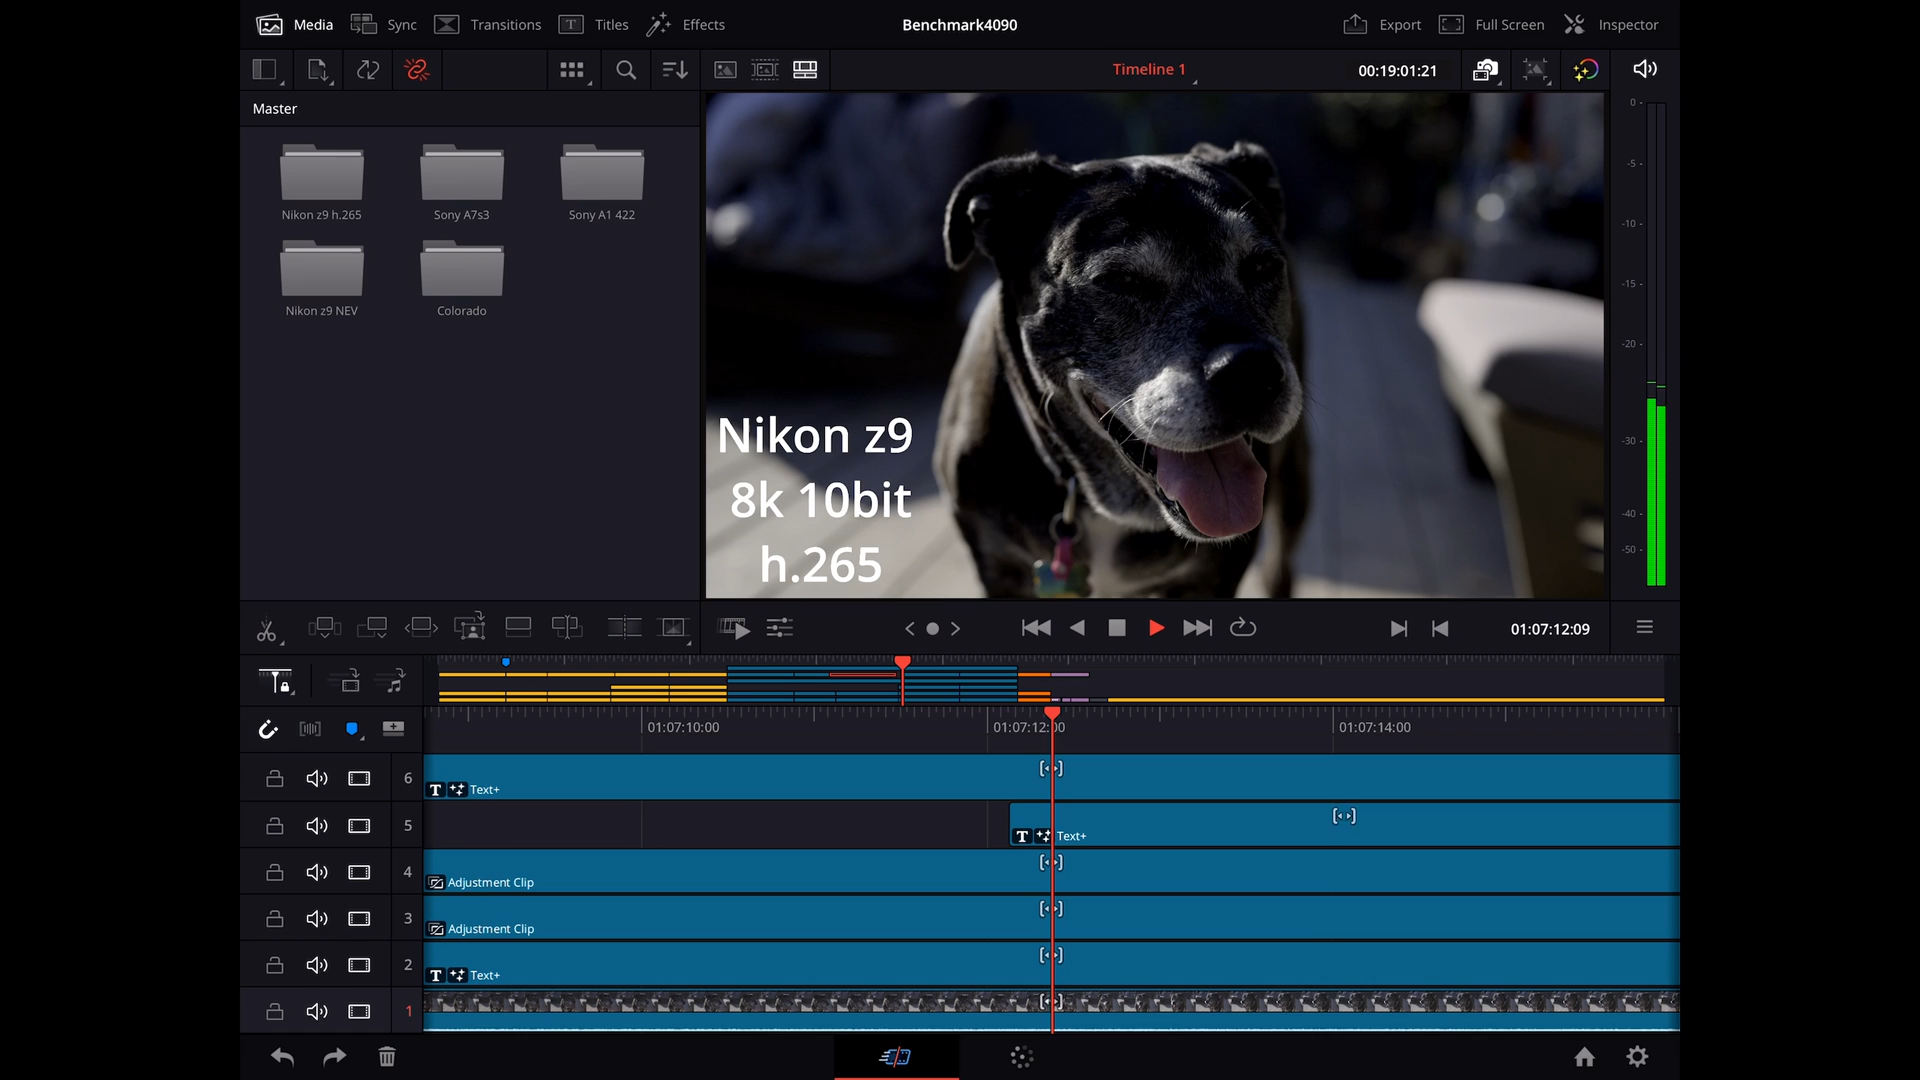 Media Sync Transitions Titles Effects Benchmark4090 Export Full Screen Inspector
Timeline 1 00:19:01:21
Master
Nikon z9 h.265 Sony A7s3 Sony A1 422
Nikon z9 NEV Colorado
Nikon z9
8k 10bit
h.265
0
-5
-10
-15
-20
-30
-40
-50
01:07:12:09
01:07:10:00 01:07:12:00 01:07:14:00
6 T Text+
5 T Text+
4 Adjustment Clip
3 Adjustment Clip
2 T Text+
1